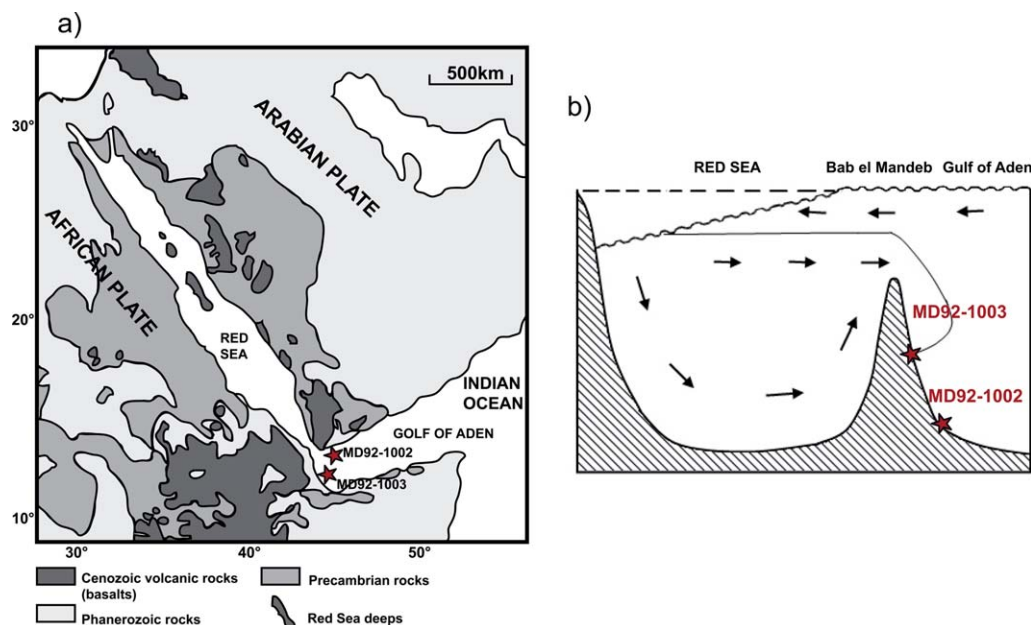 a)
500km
ARABIAN PLATE
AFRICAN PLATE
RED
SEA
INDIAN
OCEAN
GOLF OF ADEN
MD92-1002
MD92-1003
30°
20°
10°
30°
40°
50°
Cenozoic volcanic rocks
(basalts)
Precambrian rocks
Phanerozoic rocks
Red Sea deeps
b)
RED SEA
Bab el Mandeb
Gulf of Aden
MD92-1003
MD92-1002